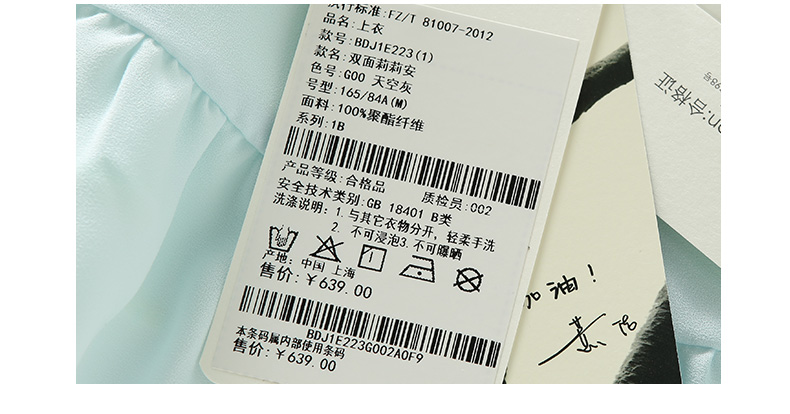 执行标准:FZ/T 81007-2012
品名:上衣
款号:BDJ1E223(1)
款名:双面莉莉安
色号:G00 天空灰
号型:165/84A(M)
面料:100%聚酯纤维
系列:1B
产品等级:合格品 质检员:002
安全技术类别:GB 18401 B类
洗涤说明:1.与其它衣物分开，轻柔手洗
2. 不可浸泡3.不可曝晒
产地:中国 上海
售价:￥639.00
BDJ1E223G002A0F9
本条码属内部使用条码
售价:￥639.00
加油!
on:合格证